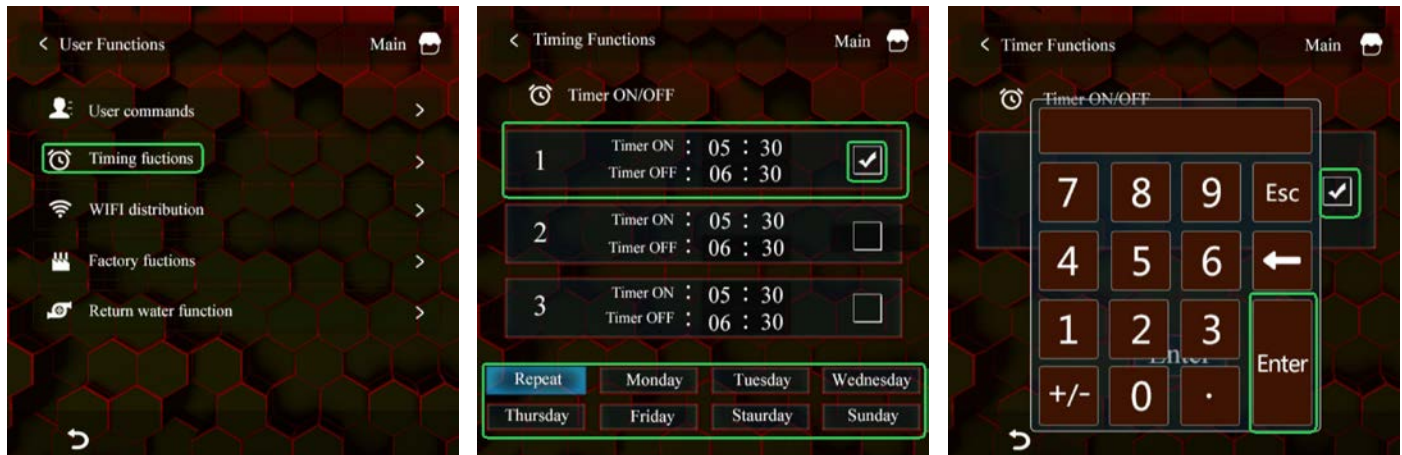 < User Functions Main
User commands >
Timing fuctions >
WIFI distribution >
Factory fuctions >
Return water function >
< Timing Functions Main
Timer ON/OFF
1 Timer ON : 05 : 30
Timer OFF : 06 : 30
2 Timer ON : 05 : 30
Timer OFF : 06 : 30
3 Timer ON : 05 : 30
Timer OFF : 06 : 30
Repeat Monday Tuesday Wednesday
Thursday Friday Staurday Sunday
< Timer Functions Main
Timer ON/OFF
7 8 9 Esc
4 5 6 ←
1 2 3 Enter
Enter
+/- 0 .